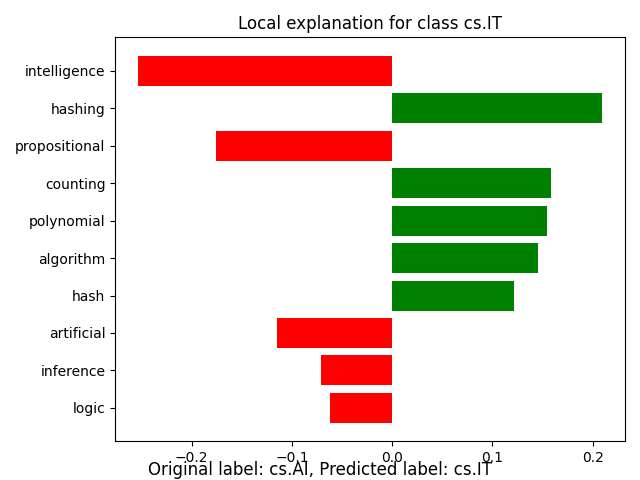 Local explanation for class cs.IT
intelligence
hashing
propositional
counting
polynomial
algorithm
hash
artificial
inference
logic
−0.2 −0.1 0.0 0.1 0.2
Original label: cs.AI, Predicted label: cs.IT